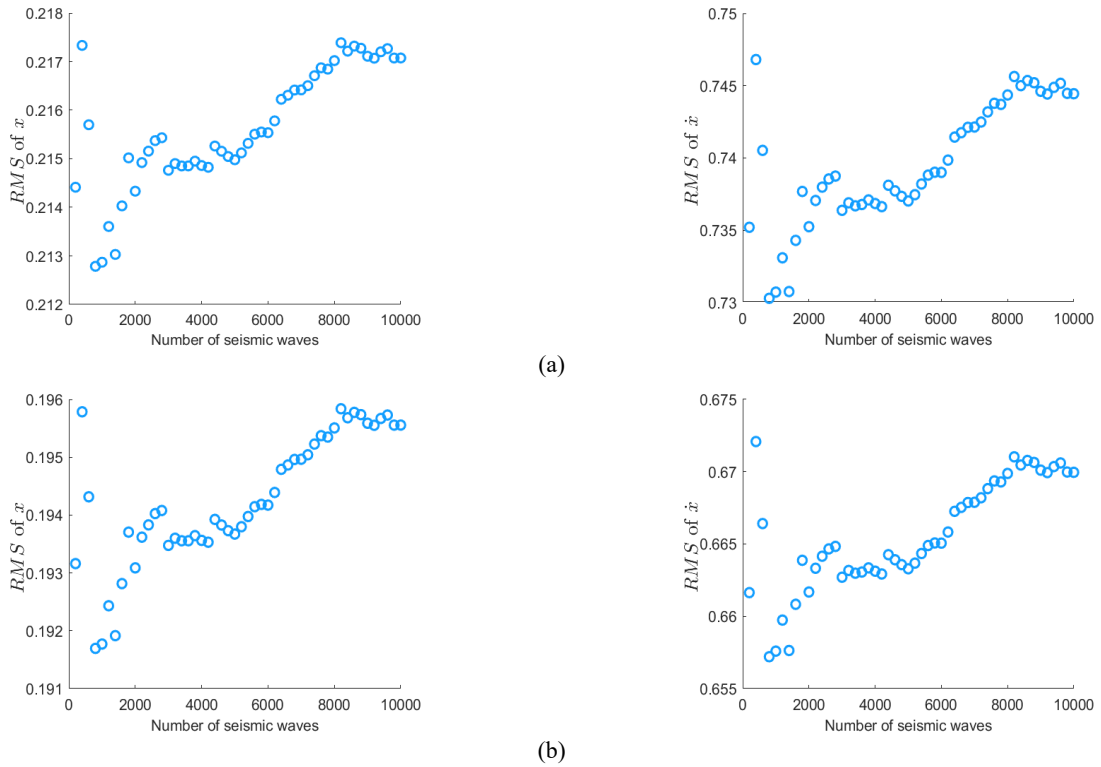 0.218
0.217
0.216
0.215
0.214
0.213
0.212
RMS of x
0 2000 4000 6000 8000 10000
Number of seismic waves
0.75
0.745
0.74
0.735
0.73
RMS of ẋ
0 2000 4000 6000 8000 10000
Number of seismic waves
(a)
0.196
0.195
0.194
0.193
0.192
0.191
RMS of x
0 2000 4000 6000 8000 10000
Number of seismic waves
0.675
0.67
0.665
0.66
0.655
RMS of ẋ
0 2000 4000 6000 8000 10000
Number of seismic waves
(b)